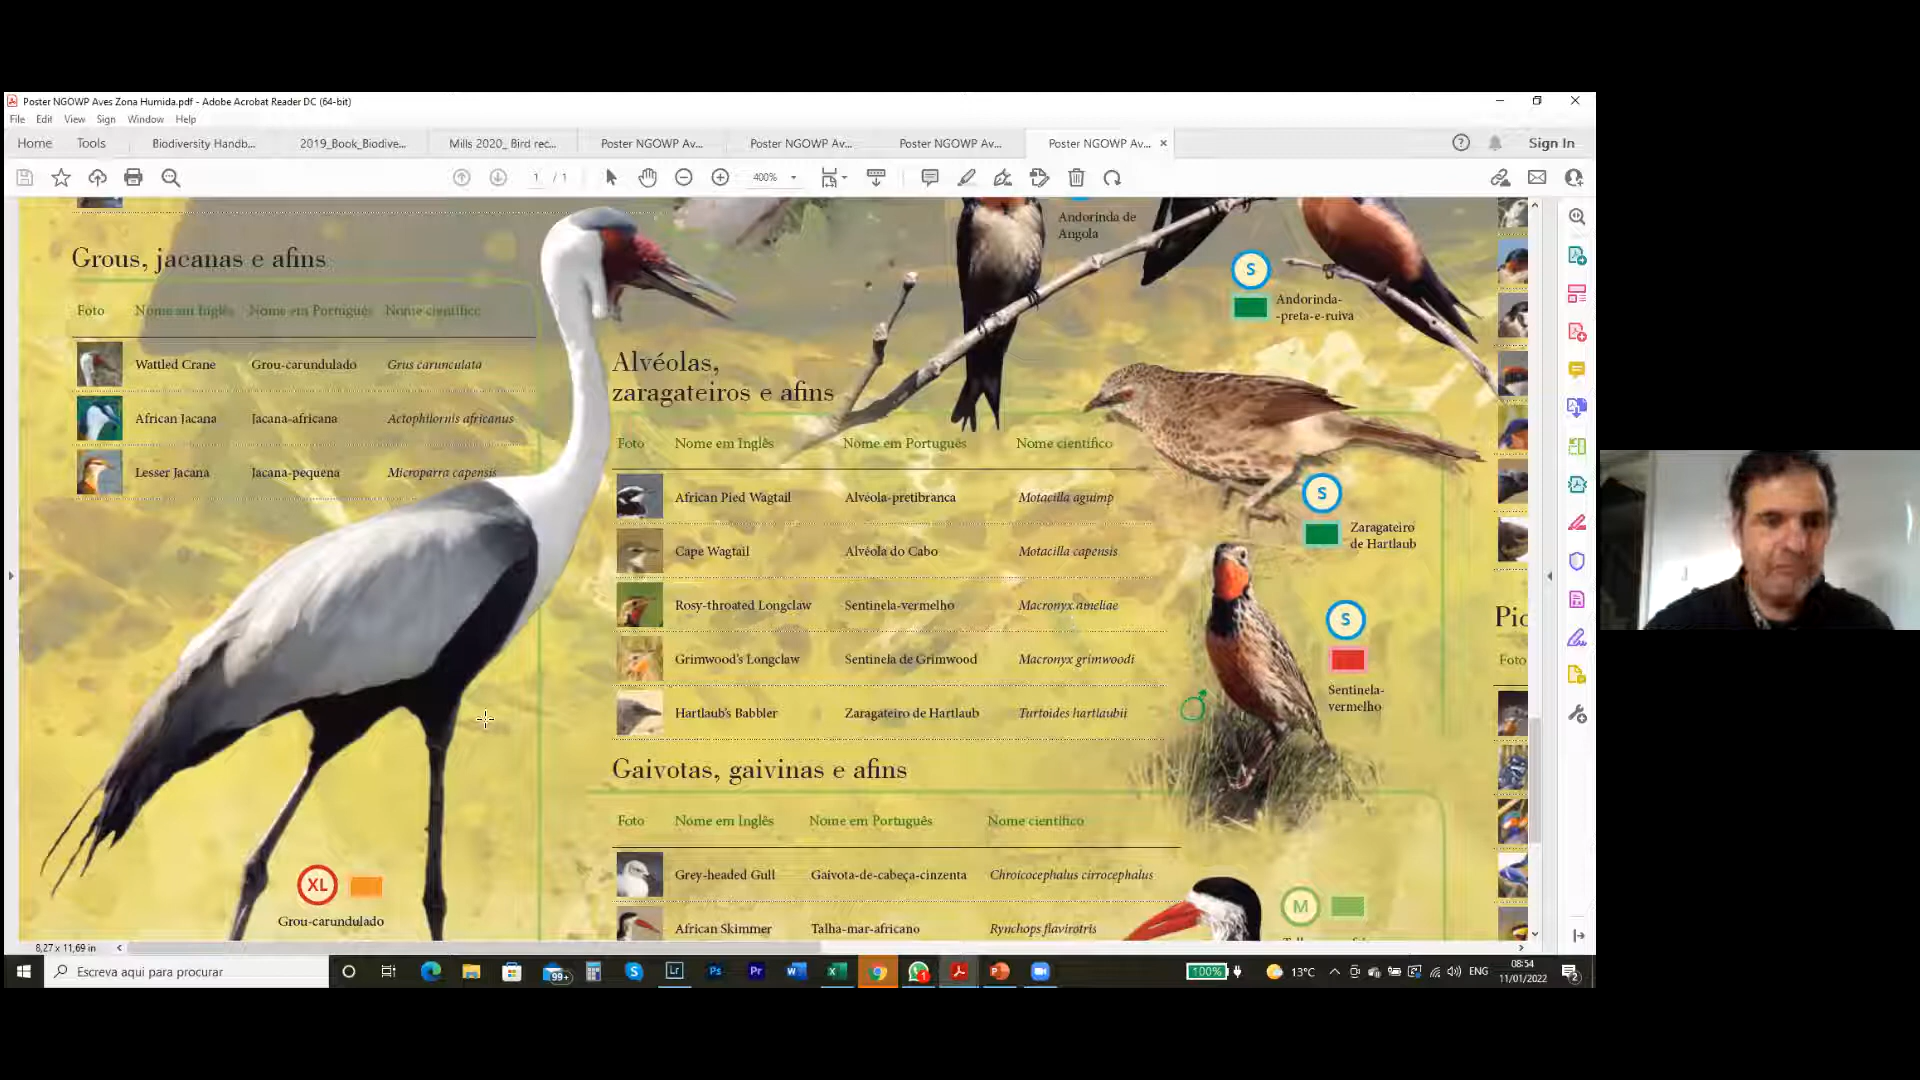 Poster NGOWP Aves Zona Humida.pdf - Adobe Acrobat Reader DC (64-bit)
File Edit View Sign Window Help
Home Tools Biodiversity Handb... 2019_Book_Biodive... Mills 2020_ Bird rec... Poster NGOWP Av... Poster NGOWP Av... Poster NGOWP Av... Poster NGOWP Av... Sign In
1 / 1 400%
Andorinda de
Angola
S
Andorinda-
-preta-e-ruiva
Grous, jacanas e afins
Foto Nome em Inglês Nome em Português Nome científico
Wattled Crane Grou-carundulado Grus carunculata
African Jacana Jacana-africana Actophilornis africanus
Lesser Jacana Jacana-pequena Microparra capensis
XL
Grou-carundulado
Alvéolas,
zaragateiros e afins
Foto Nome em Inglês Nome em Português Nome científico
African Pied Wagtail Alvéola-pretibranca Motacilla aguimp
Cape Wagtail Alvéola do Cabo Motacilla capensis
Rosy-throated Longclaw Sentinela-vermelho Macronyx ameliae
Grimwood's Longclaw Sentinela de Grimwood Macronyx grimwoodi
Hartlaub's Babbler Zaragateiro de Hartlaub Turtoides hartlaubii
S
Zaragateiro
de Hartlaub
S
Sentinela-
vermelho
Gaivotas, gaivinas e afins
Foto Nome em Inglês Nome em Português Nome científico
Grey-headed Gull Gaivota-de-cabeça-cinzenta Chroicocephalus cirrocephalus
African Skimmer Talha-mar-africano Rynchops flavirotris
M
Foto
8,27 x 11,69 in
Escreva aqui para procurar
99+
100%
13°C
ENG
08:54
11/01/2022
2